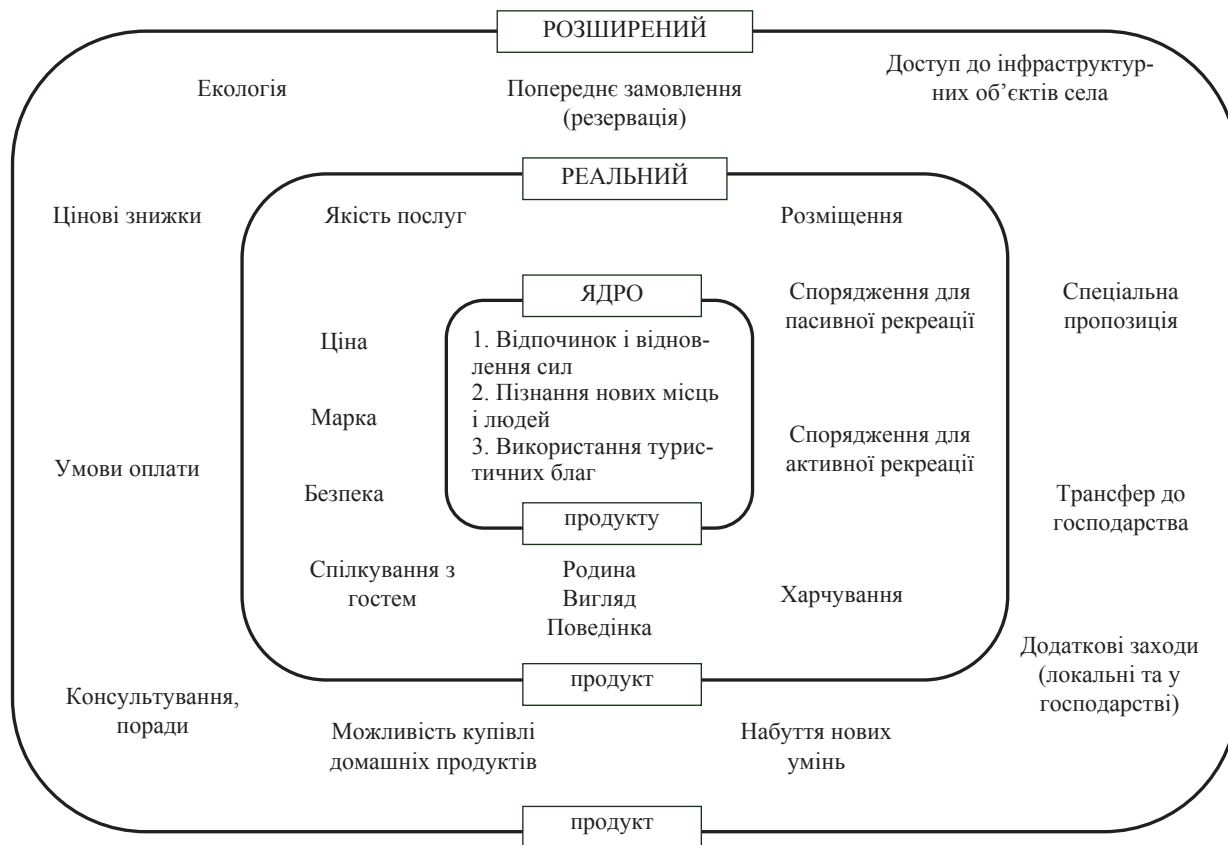 РОЗШИРЕНИЙ
Екологія
Попереднє замовлення
(резервація)
Доступ до інфраструктур-
них об’єктів села
РЕАЛЬНИЙ
Цінові знижки
Якість послуг
Розміщення
ЯДРО
Спорядження для
пасивної рекреації
Спеціальна
пропозиція
Ціна
1. Відпочинок і віднов-
лення сил
2. Пізнання нових місць
і людей
3. Використання турис-
тичних благ
Марка
Спорядження для
активної рекреації
Умови оплати
Безпека
Трансфер до
господарства
продукту
Спілкування з
гостем
Родина
Вигляд
Поведінка
Харчування
Додаткові заходи
(локальні та у
господарстві)
продукт
Консультування,
поради
Можливість купівлі
домашніх продуктів
Набуття нових
умінь
продукт